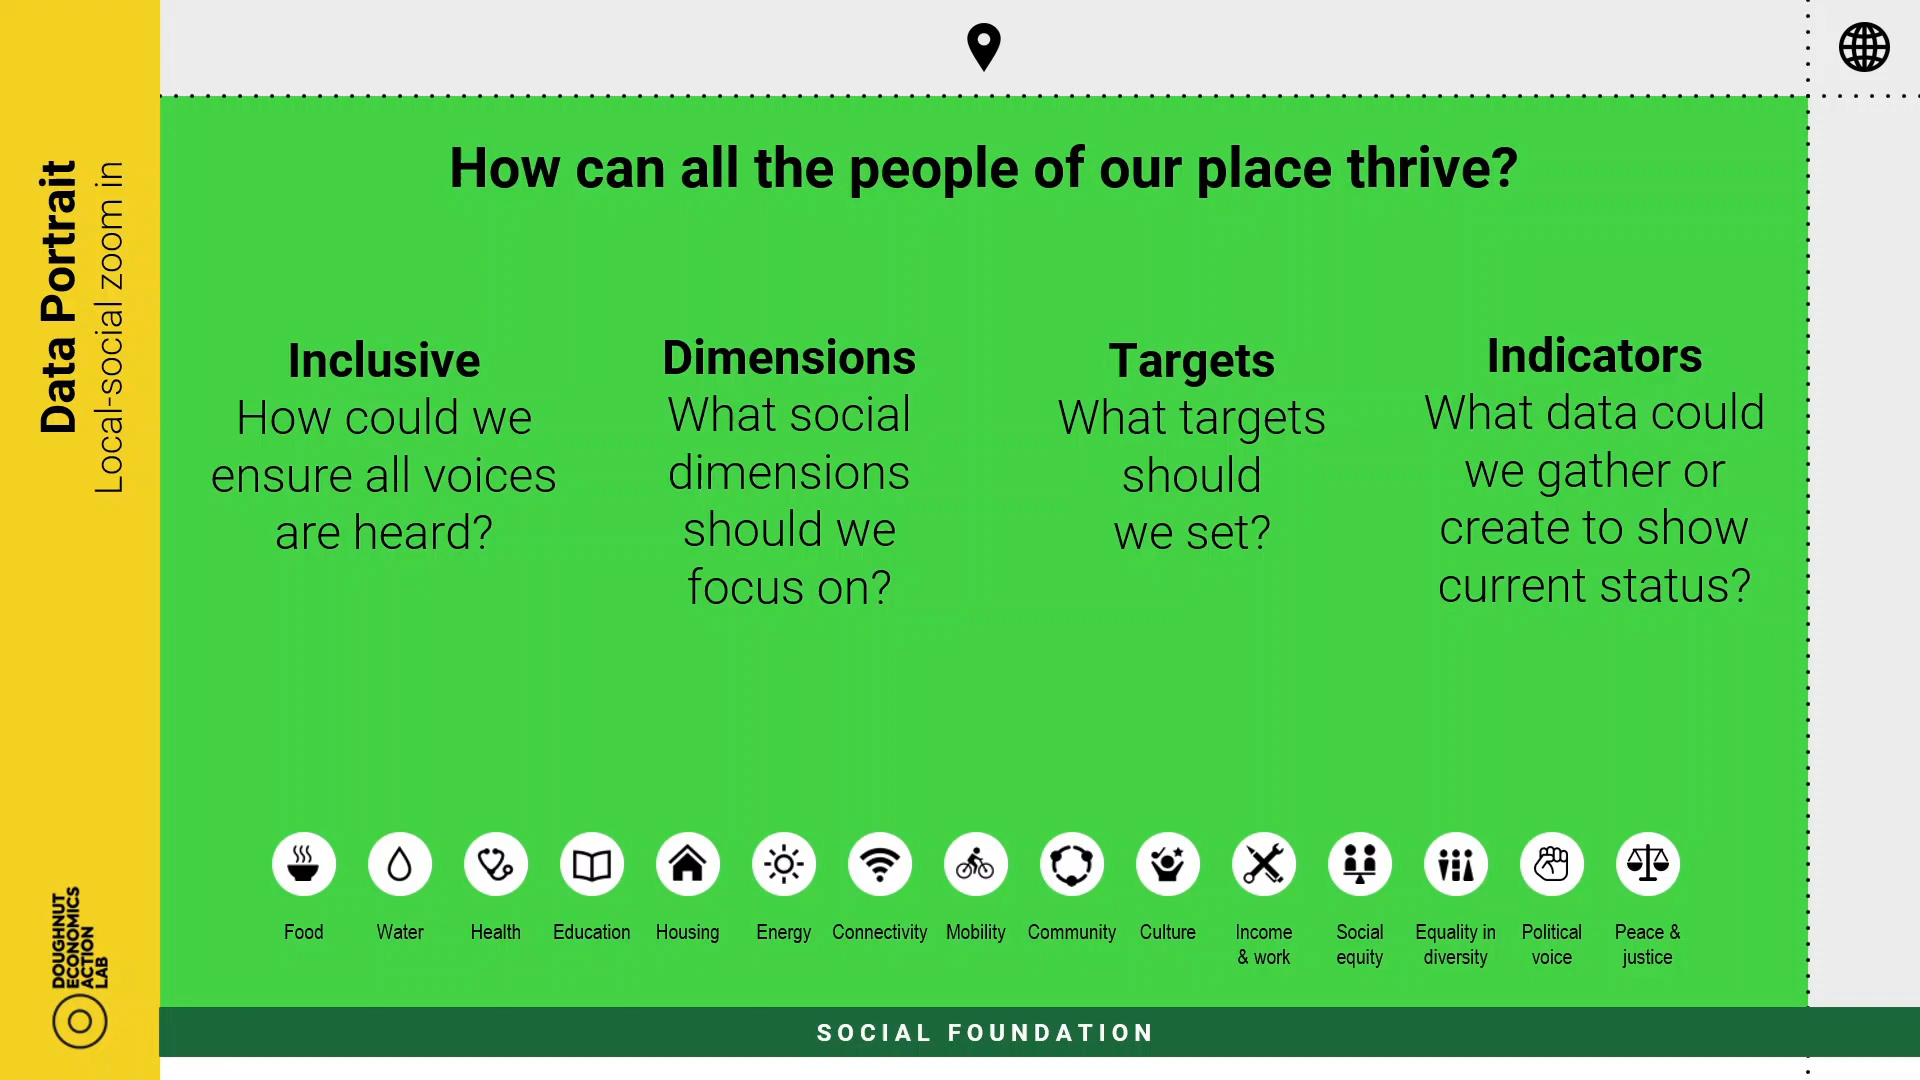 Data Portrait
Local-social zoom in
How can all the people of our place thrive?
Inclusive
How could we
ensure all voices
are heard?
Dimensions
What social
dimensions
should we
focus on?
Targets
What targets
should
we set?
Indicators
What data could
we gather or
create to show
current status?
Food
Water
Health
Education
Housing
Energy
Connectivity
Mobility
Community
Culture
Income
& work
Social
equity
Equality in
diversity
Political
voice
Peace &
justice
DOUGHNUT
ECONOMICS
ACTION
LAB
SOCIAL FOUNDATION